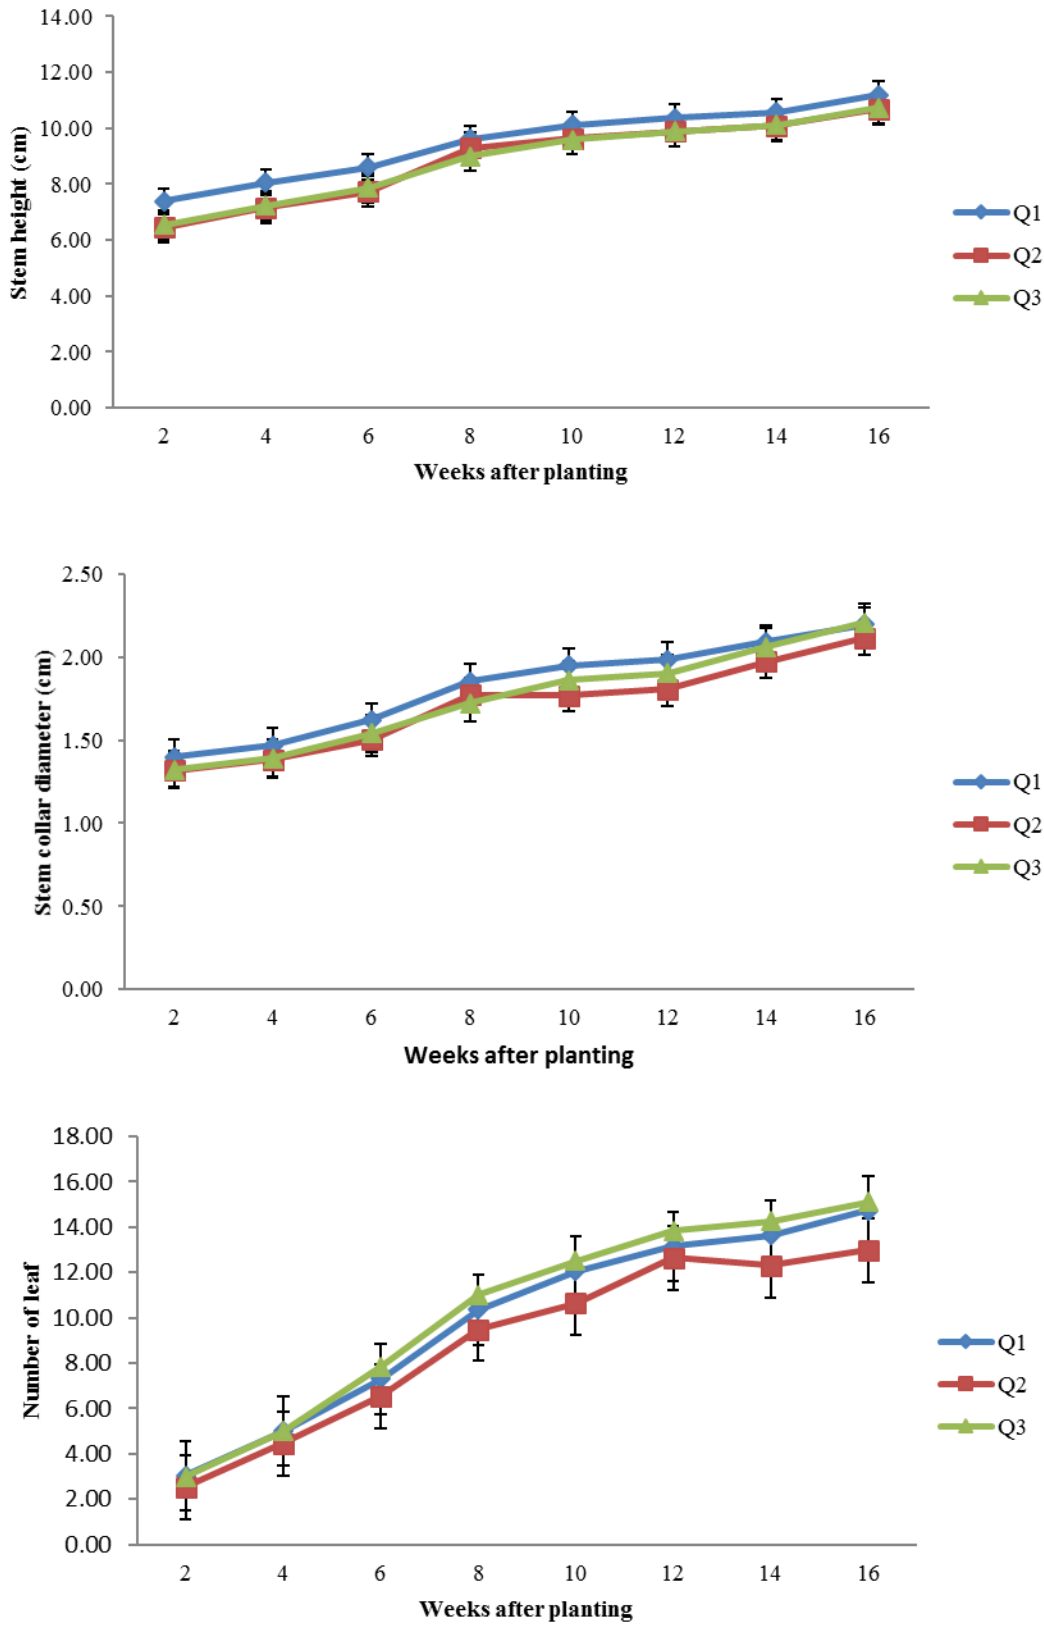 14.00
12.00
10.00
8.00
6.00
4.00
2.00
0.00
Stem height (cm)
2 4 6 8 10 12 14 16
Weeks after planting
Q1
Q2
Q3
2.50
2.00
1.50
1.00
0.50
0.00
Stem collar diameter (cm)
2 4 6 8 10 12 14 16
Weeks after planting
Q1
Q2
Q3
18.00
16.00
14.00
12.00
10.00
8.00
6.00
4.00
2.00
0.00
Number of leaf
2 4 6 8 10 12 14 16
Weeks after planting
Q1
Q2
Q3